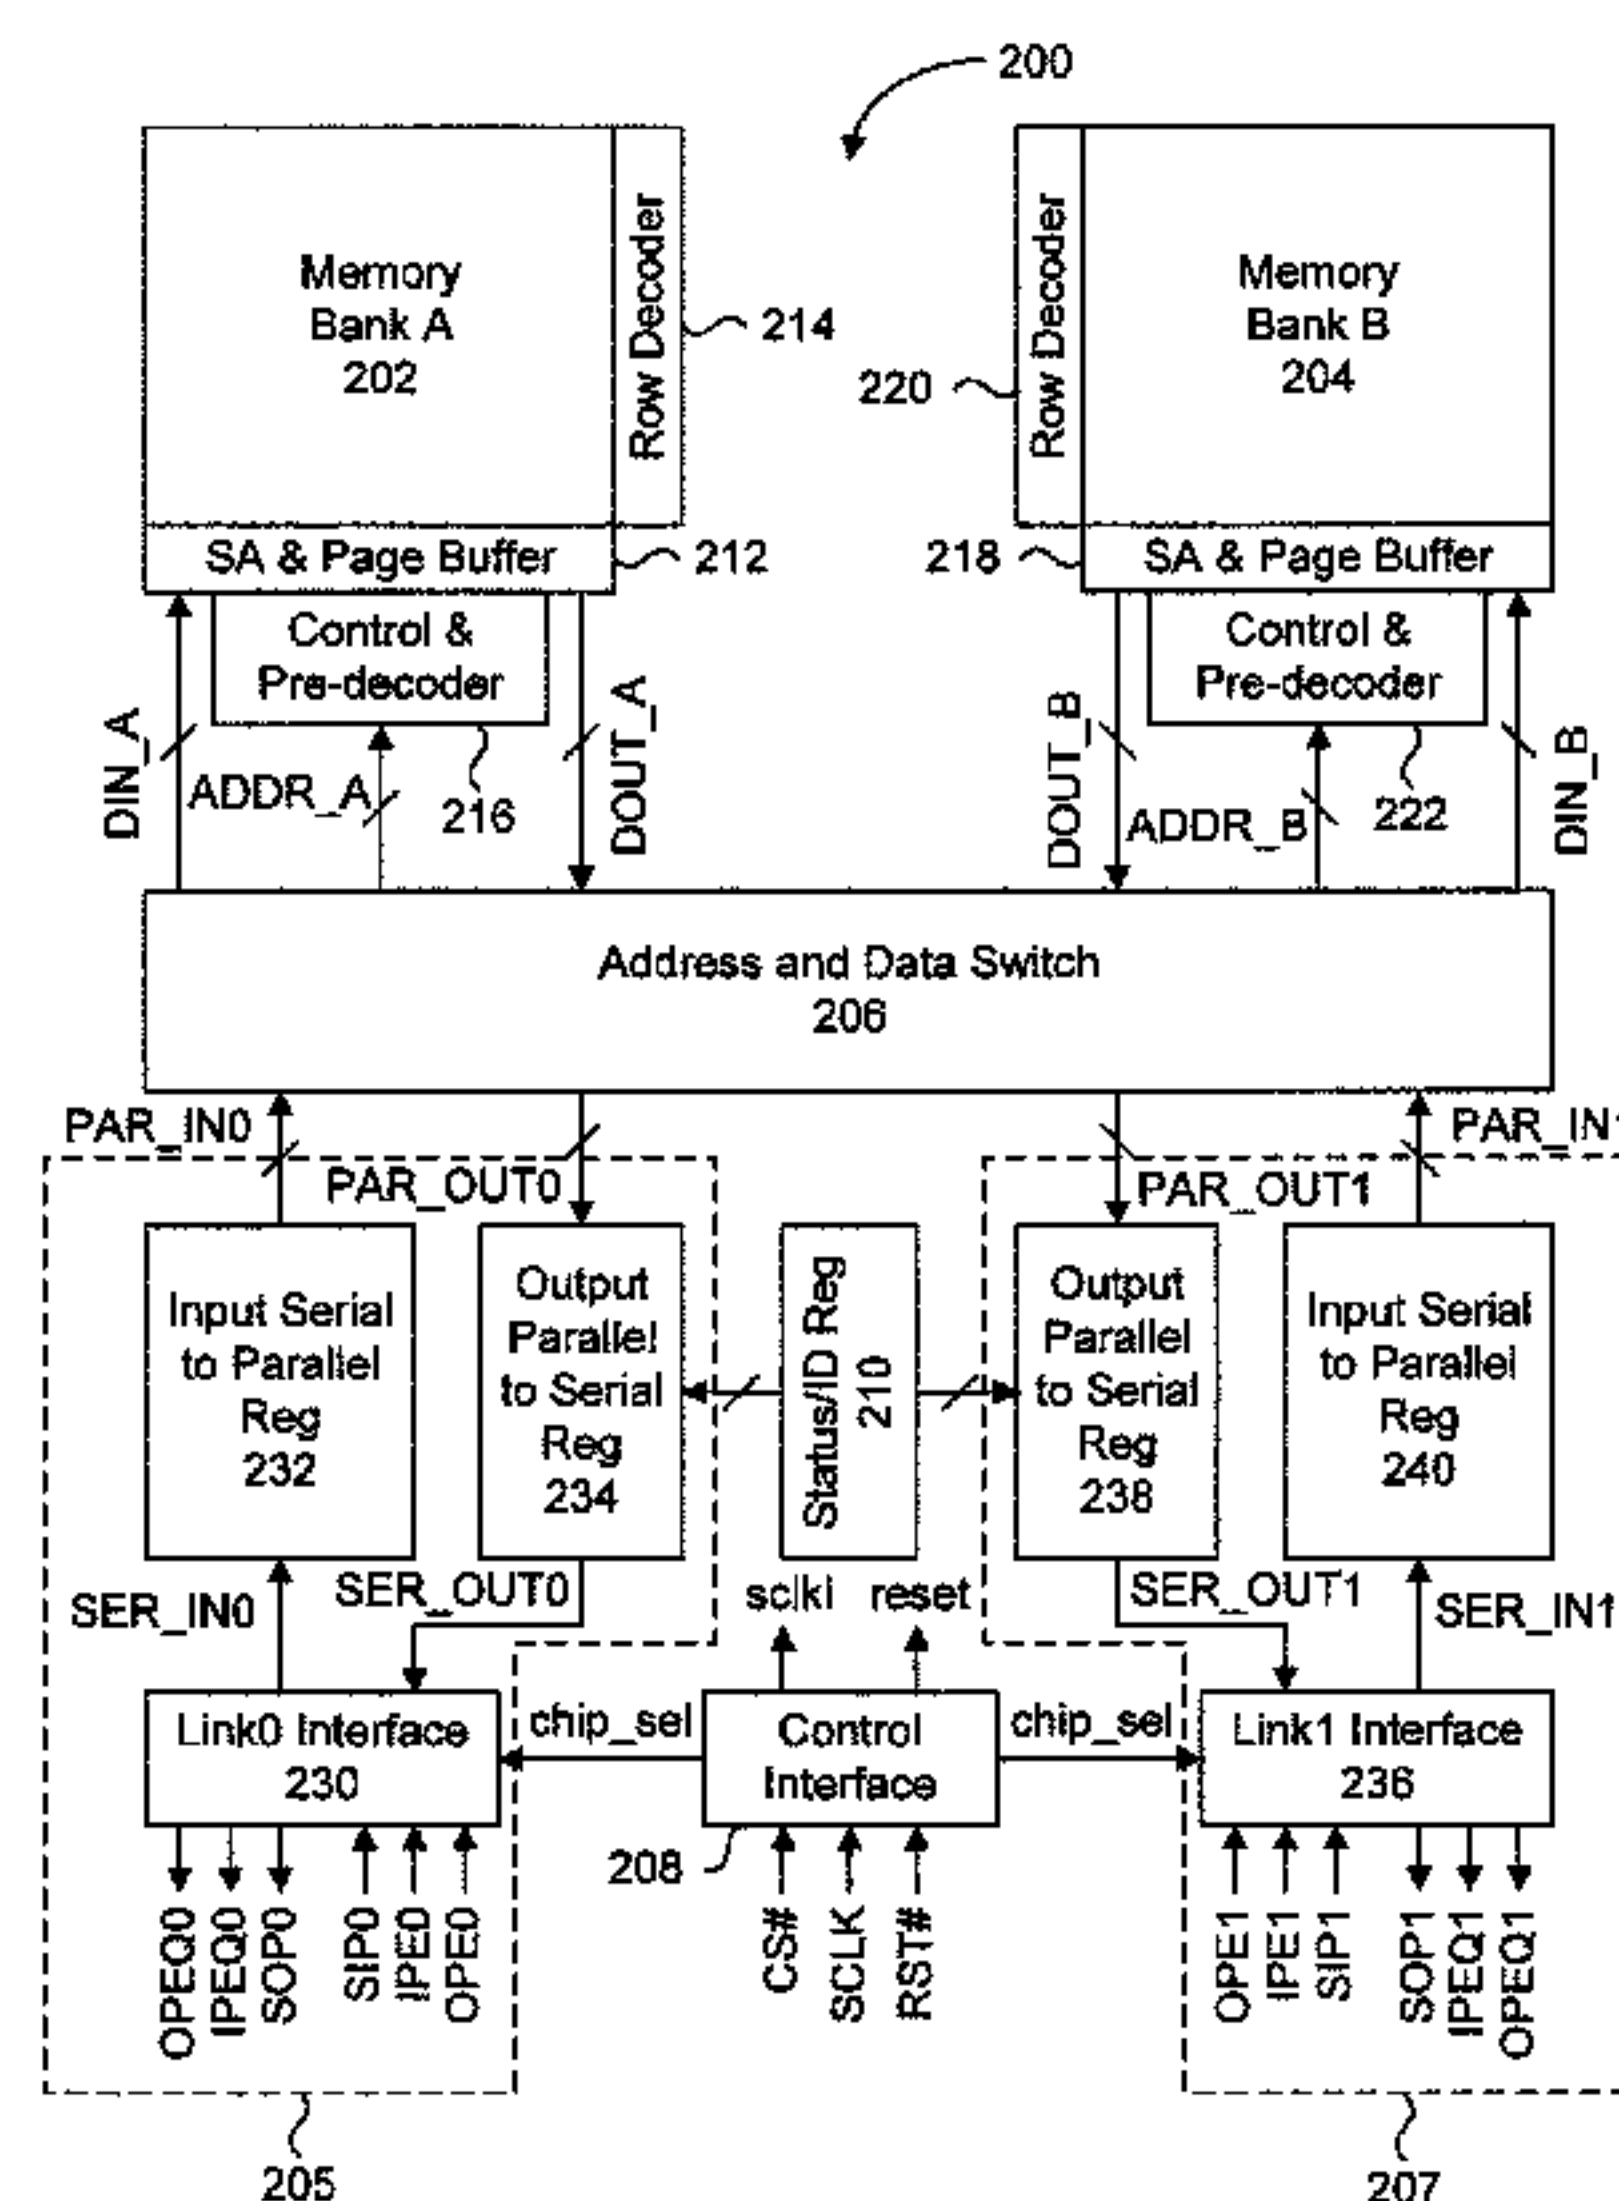 200
Memory
Bank A
202
Row Decoder
214
220
Row Decoder
Memory
Bank B
204
SA & Page Buffer
212
218
SA & Page Buffer
Control &
Pre-decoder
Control &
Pre-decoder
DIN_A
ADDR_A
216
DOUT_A
DOUT_B
ADDR_B
222
DIN_B
Address and Data Switch
206
PAR_IN0
PAR_OUT0
PAR_OUT1
PAR_IN1
Input Serial
to Parallel
Reg
232
Output
Parallel
to Serial
Reg
234
Status/ID Reg
210
Output
Parallel
to Serial
Reg
238
Input Serial
to Parallel
Reg
240
SER_IN0
SER_OUT0
sclki
reset
SER_OUT1
SER_IN1
Link0 Interface
230
chip_sel
Control
Interface
chip_sel
Link1 Interface
236
208
OPEQ0
IPEQ0
SOP0
SIP0
IPE0
OPE0
CS#
SCLK
RST#
OPE1
IPE1
SIP1
SOP1
IPEQ1
OPEQ1
205
207